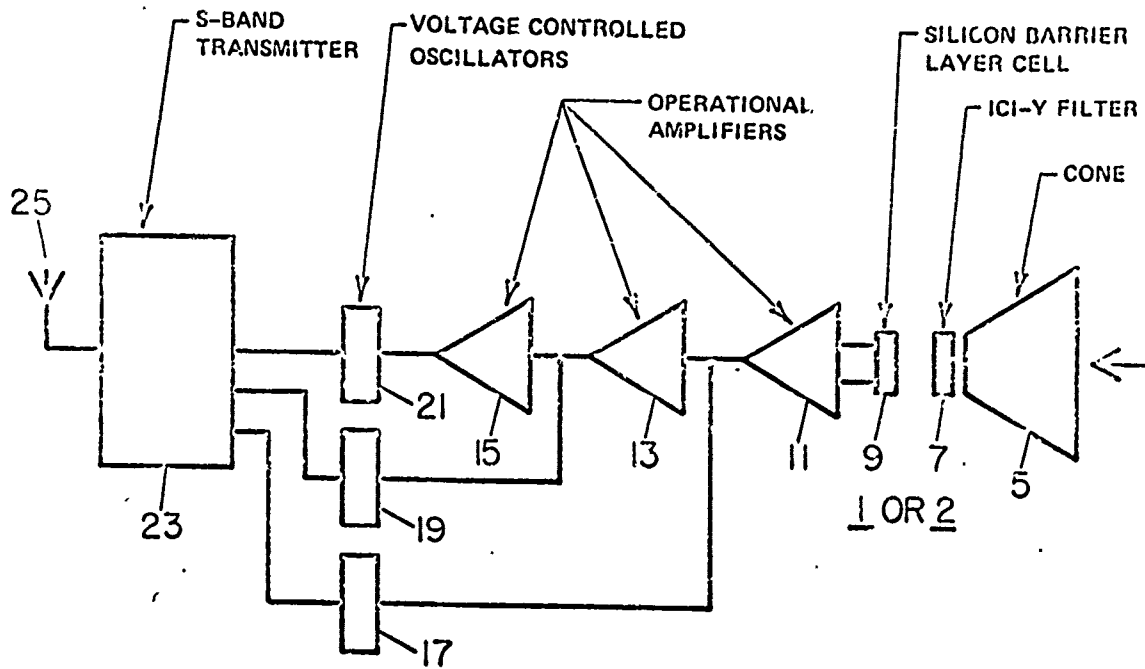 S-BAND
TRANSMITTER
VOLTAGE CONTROLLED
OSCILLATORS
OPERATIONAL
AMPLIFIERS
SILICON BARRIER
LAYER CELL
ICI-Y FILTER
CONE
25
23
21
19
17
15
13
11
9
7
5
1 OR 2